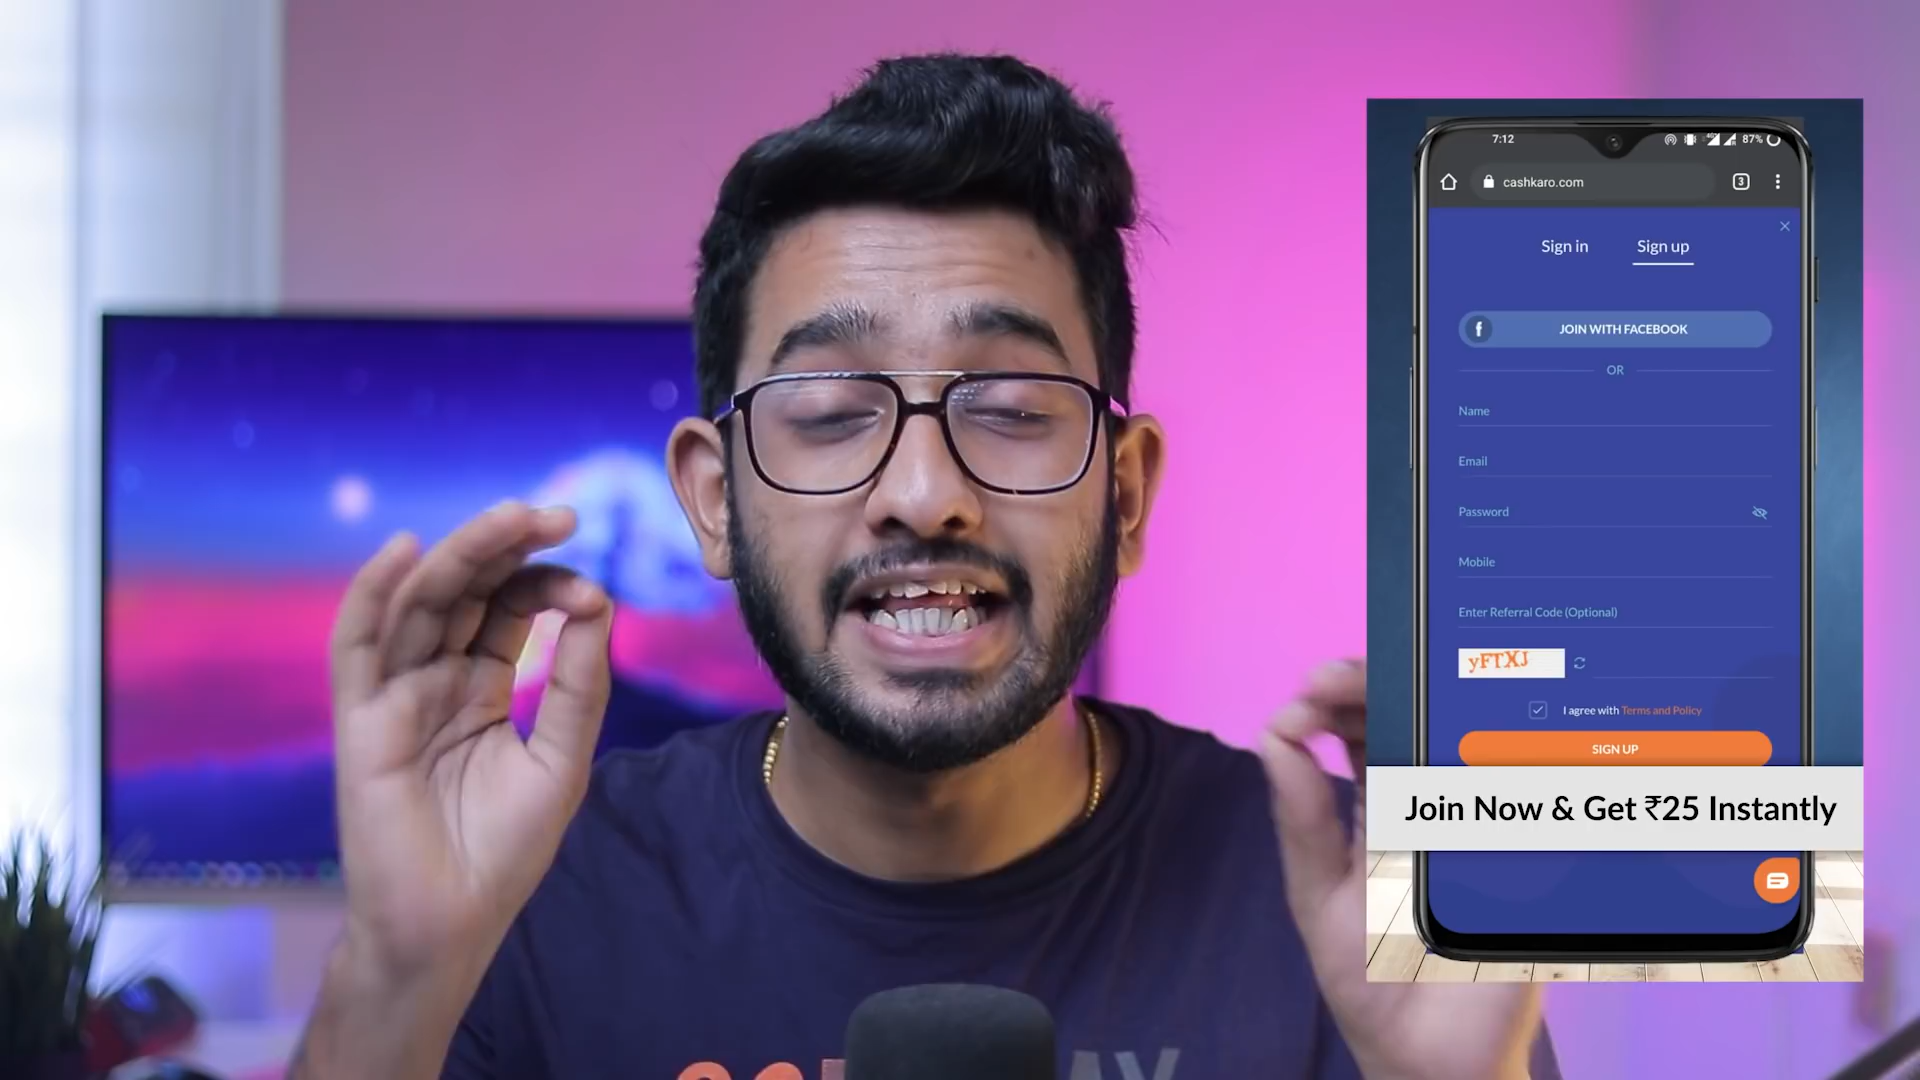 7:12
87%
cashkaro.com
3
Sign in
Sign up
f
JOIN WITH FACEBOOK
OR
Name
Email
Password
Mobile
Enter Referral Code (Optional)
yFTXJ
I agree with Terms and Policy
SIGN UP
Join Now & Get ₹25 Instantly